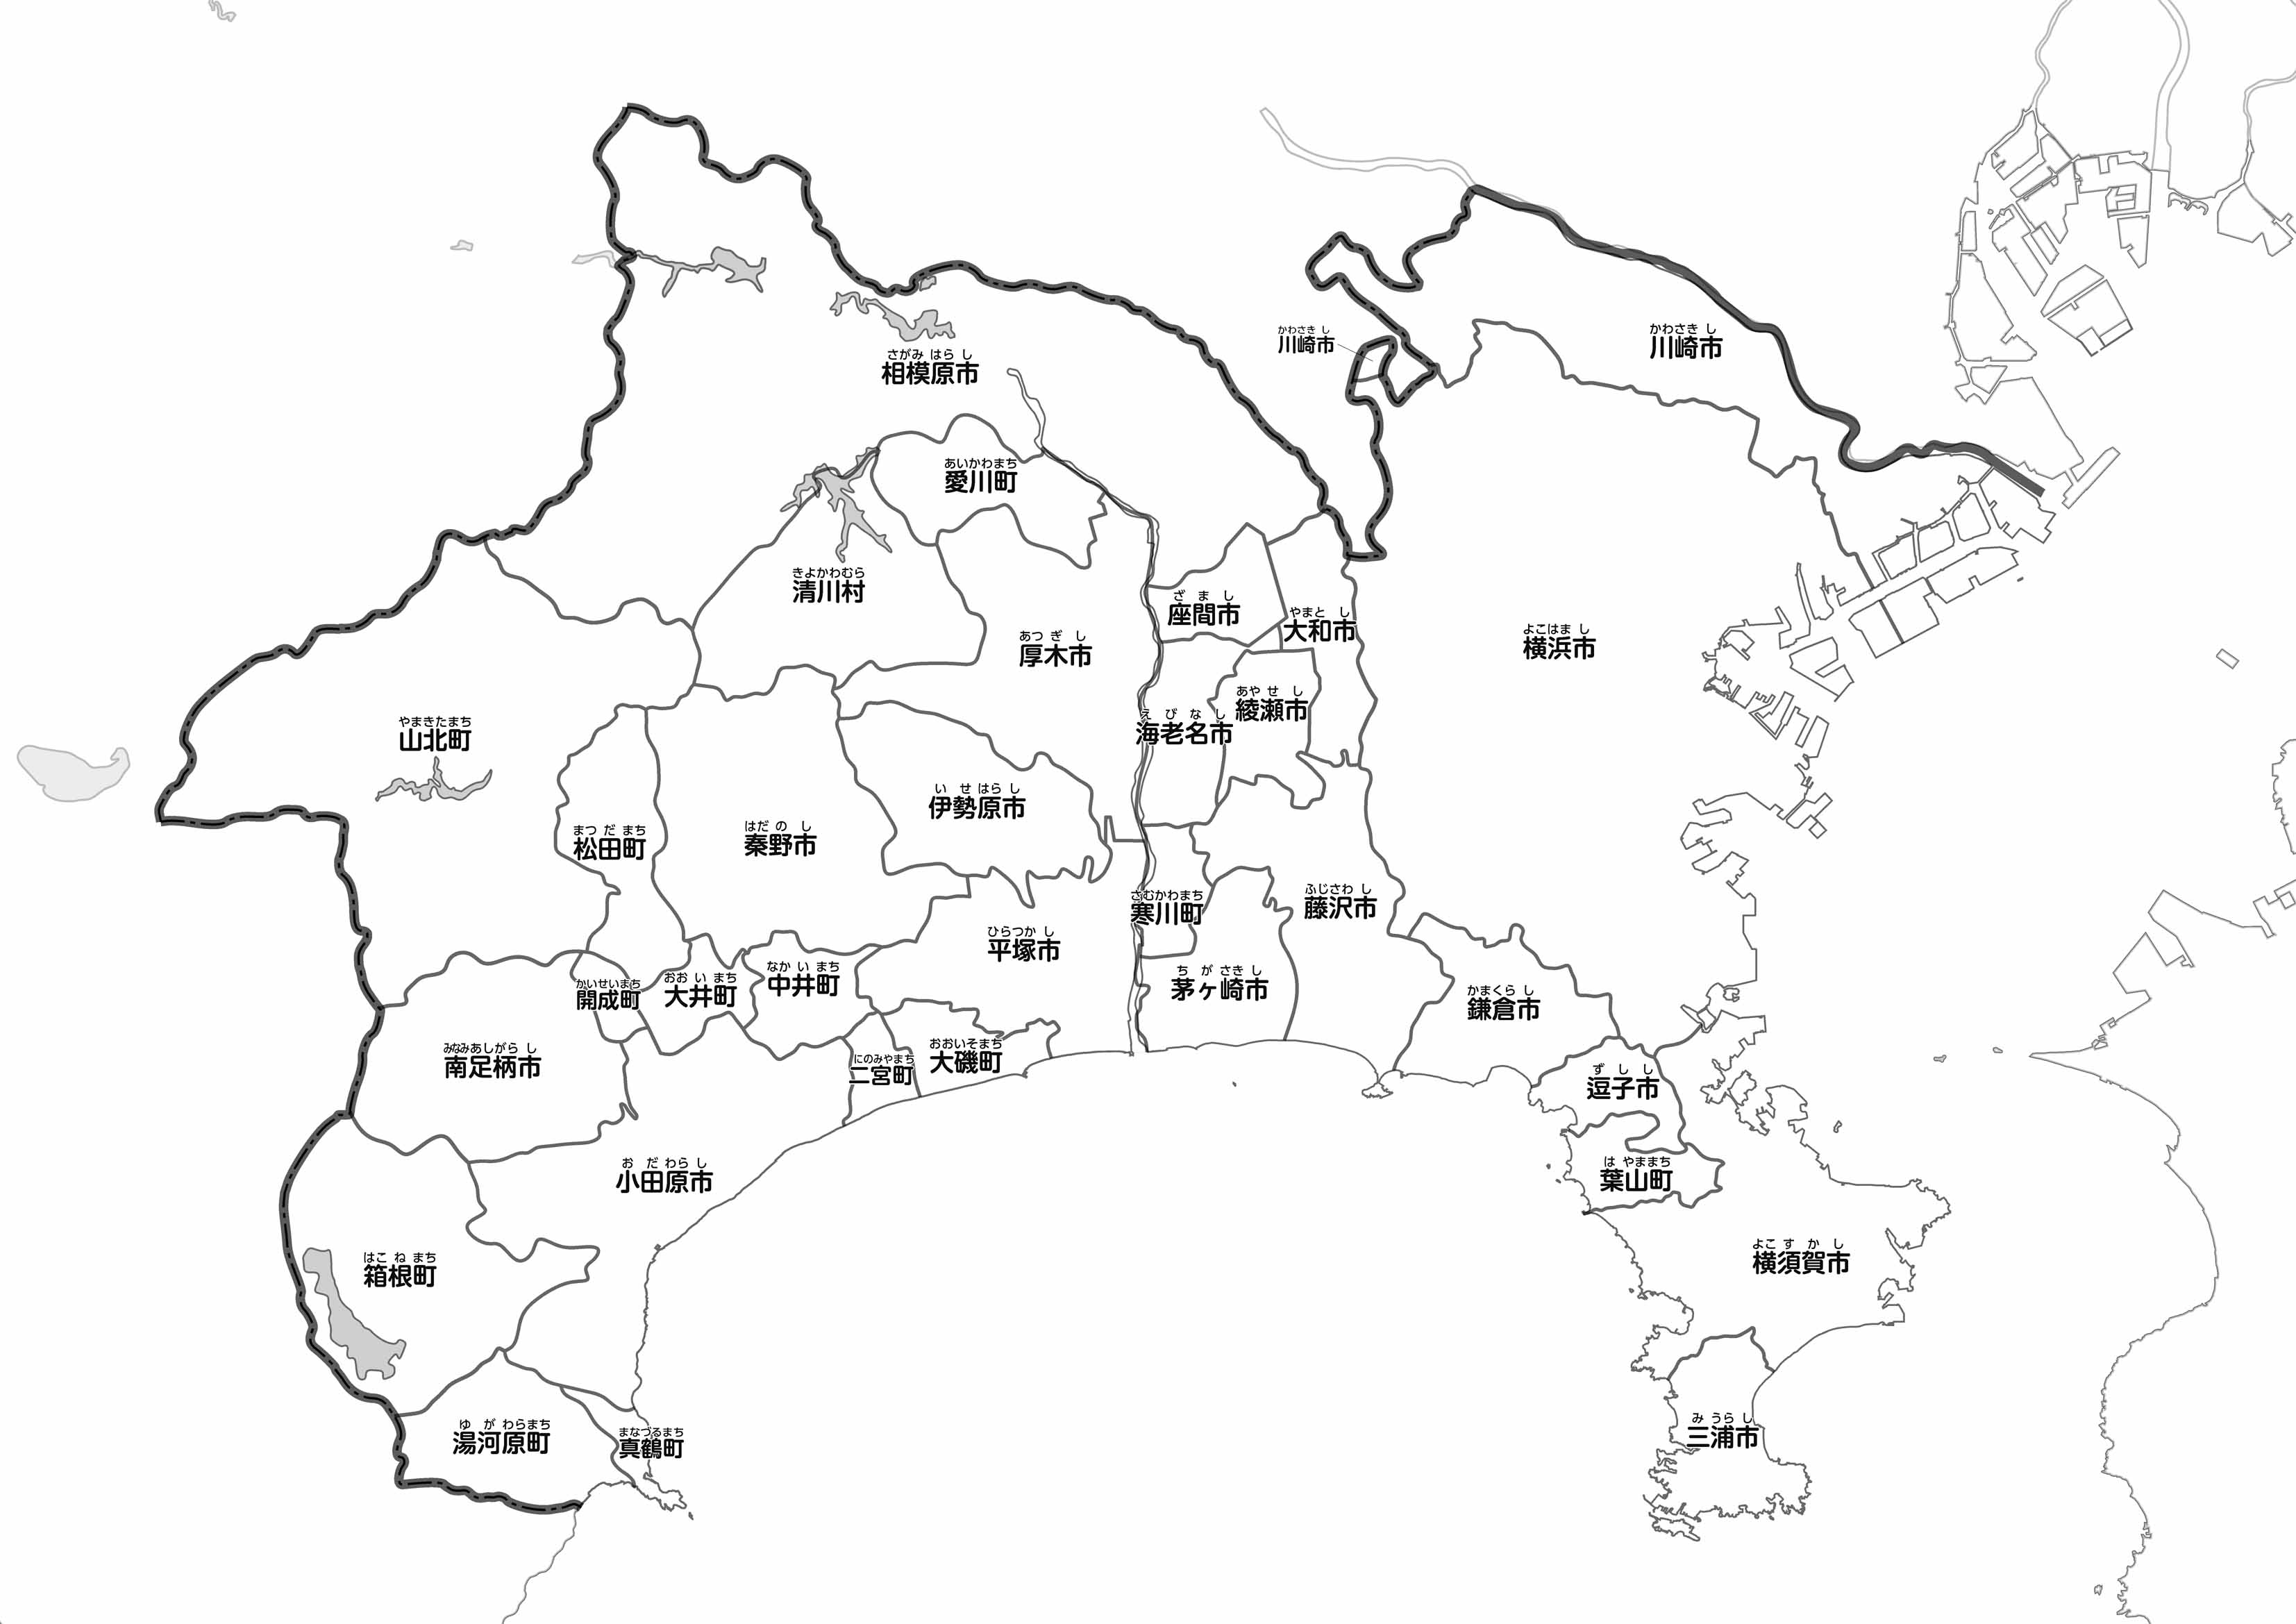 かわさき し
川崎市
かわさき し
川崎市
さがみ はら し
相模原市
あいかわまち
愛川町
きよかわむら
清川村
ざ ま し
座間市
やまと し
大和市
あつ ぎ し
厚木市
よこはま し
横浜市
あや せ し
綾瀬市
え び な し
海老名市
やまきたまち
山北町
い せ はら し
伊勢原市
まつ だ まち
松田町
はだ の し
秦野市
さむかわまち
寒川町
ふじさわ し
藤沢市
ひらつか し
平塚市
なか い まち
中井町
おお い まち
大井町
かいせいまち
開成町
ち が さき し
茅ヶ崎市
かまくら し
鎌倉市
みなみあしがら し
南足柄市
にのみやまち
二宮町
おおいそまち
大磯町
ず し し
逗子市
お だ わら し
小田原市
は やままち
葉山町
はこ ね まち
箱根町
よこ す か し
横須賀市
ゆ が わらまち
湯河原町
まなづるまち
真鶴町
み うら し
三浦市